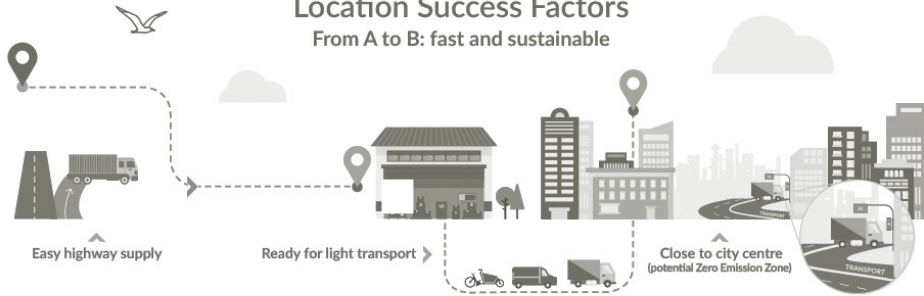 Location Success Factors
From A to B: fast and sustainable
Easy highway supply
Ready for light transport
Close to city centre
(potential Zero Emission Zone)
TRANSPORT
TRANSPORT